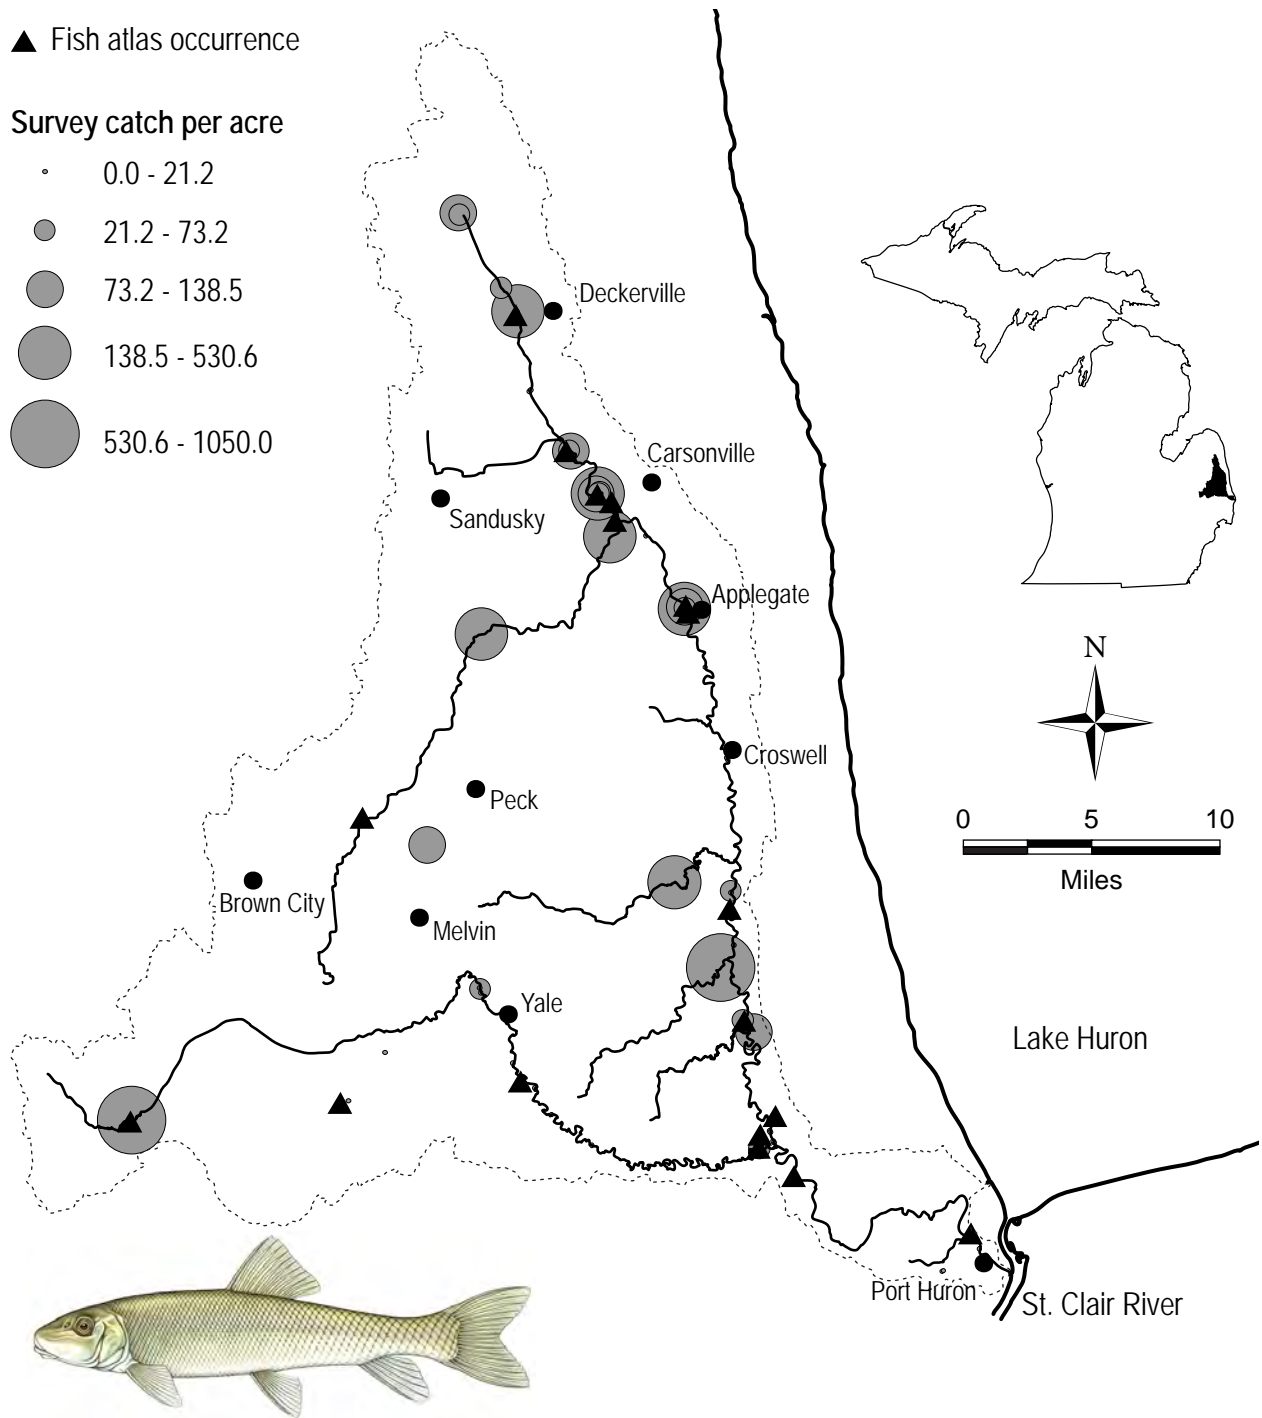 Fish atlas occurrence
Survey catch per acre
0.0 - 21.2
21.2 - 73.2
73.2 - 138.5
138.5 - 530.6
530.6 - 1050.0
Deckerville
Carsonville
Sandusky
Applegate
N
Croswell
Peck
0 5 10
Miles
Brown City
Melvin
Yale
Lake Huron
Port Huron
St. Clair River